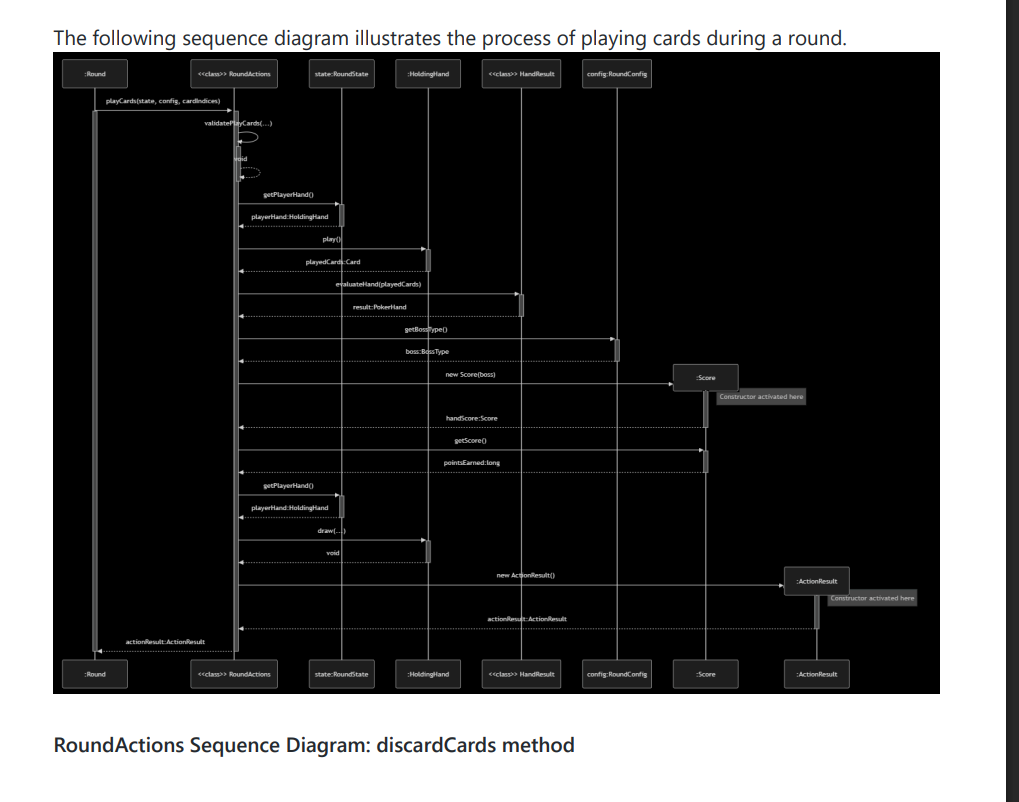 The following sequence diagram illustrates the process of playing cards during a round.
:Round
<<class>> RoundActions
state:RoundState
:HoldingHand
<<class>> HandResult
config:RoundConfig
playCards(state, config, cardIndices)
validatePlayCards(...)
void
getPlayerHand()
playerHand:HoldingHand
play()
playedCards:Card
evaluateHand(playedCards)
result:PokerHand
getBossType()
boss:BossType
new Score(boss)
:Score
Constructor activated here
handScore:Score
getScore()
pointsEarned:long
getPlayerHand()
playerHand:HoldingHand
draw(...)
void
new ActionResult()
:ActionResult
Constructor activated here
actionResult:ActionResult
actionResult:ActionResult
:Round
<<class>> RoundActions
state:RoundState
:HoldingHand
<<class>> HandResult
config:RoundConfig
:Score
:ActionResult
RoundActions Sequence Diagram: discardCards method